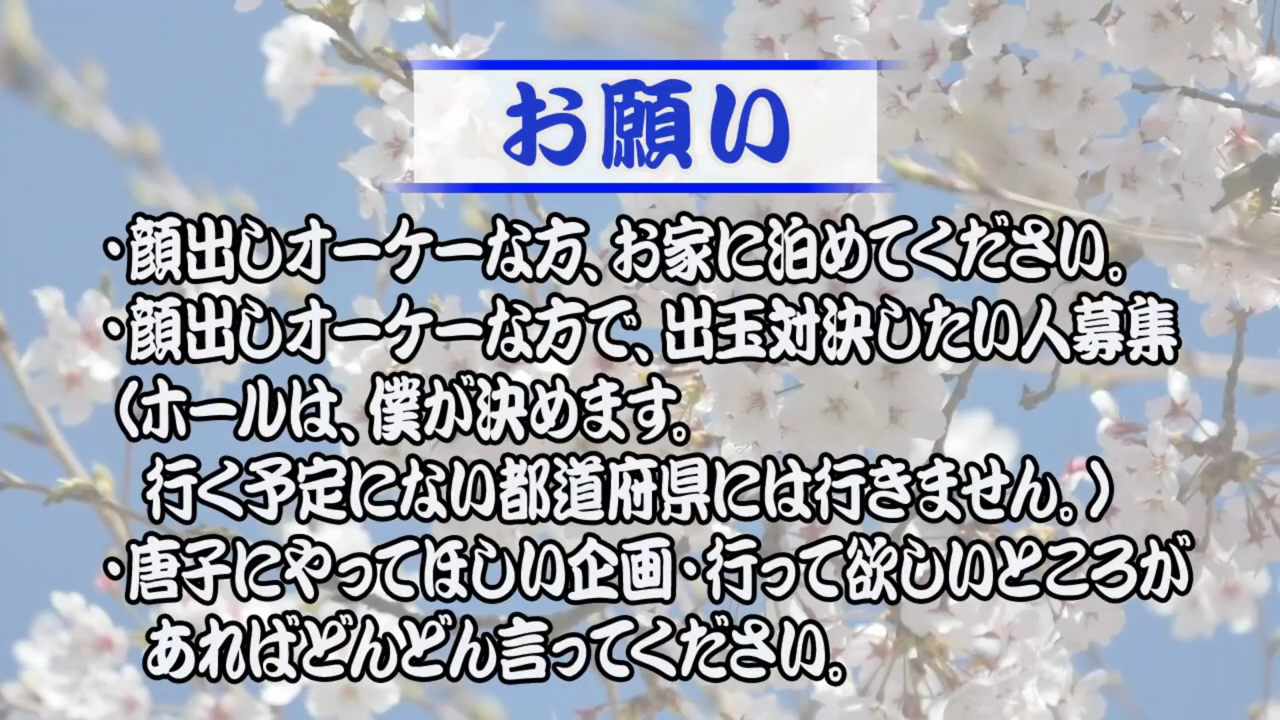 お願い
・顔出しオーケーな方、お家に泊めてください。
・顔出しオーケーな方で、出玉対決したい人募集
（ホールは、僕が決めます。
行く予定にない都道府県には行きません。）
・唐子にやってほしい企画・行って欲しいところが
あればどんどん言ってください。